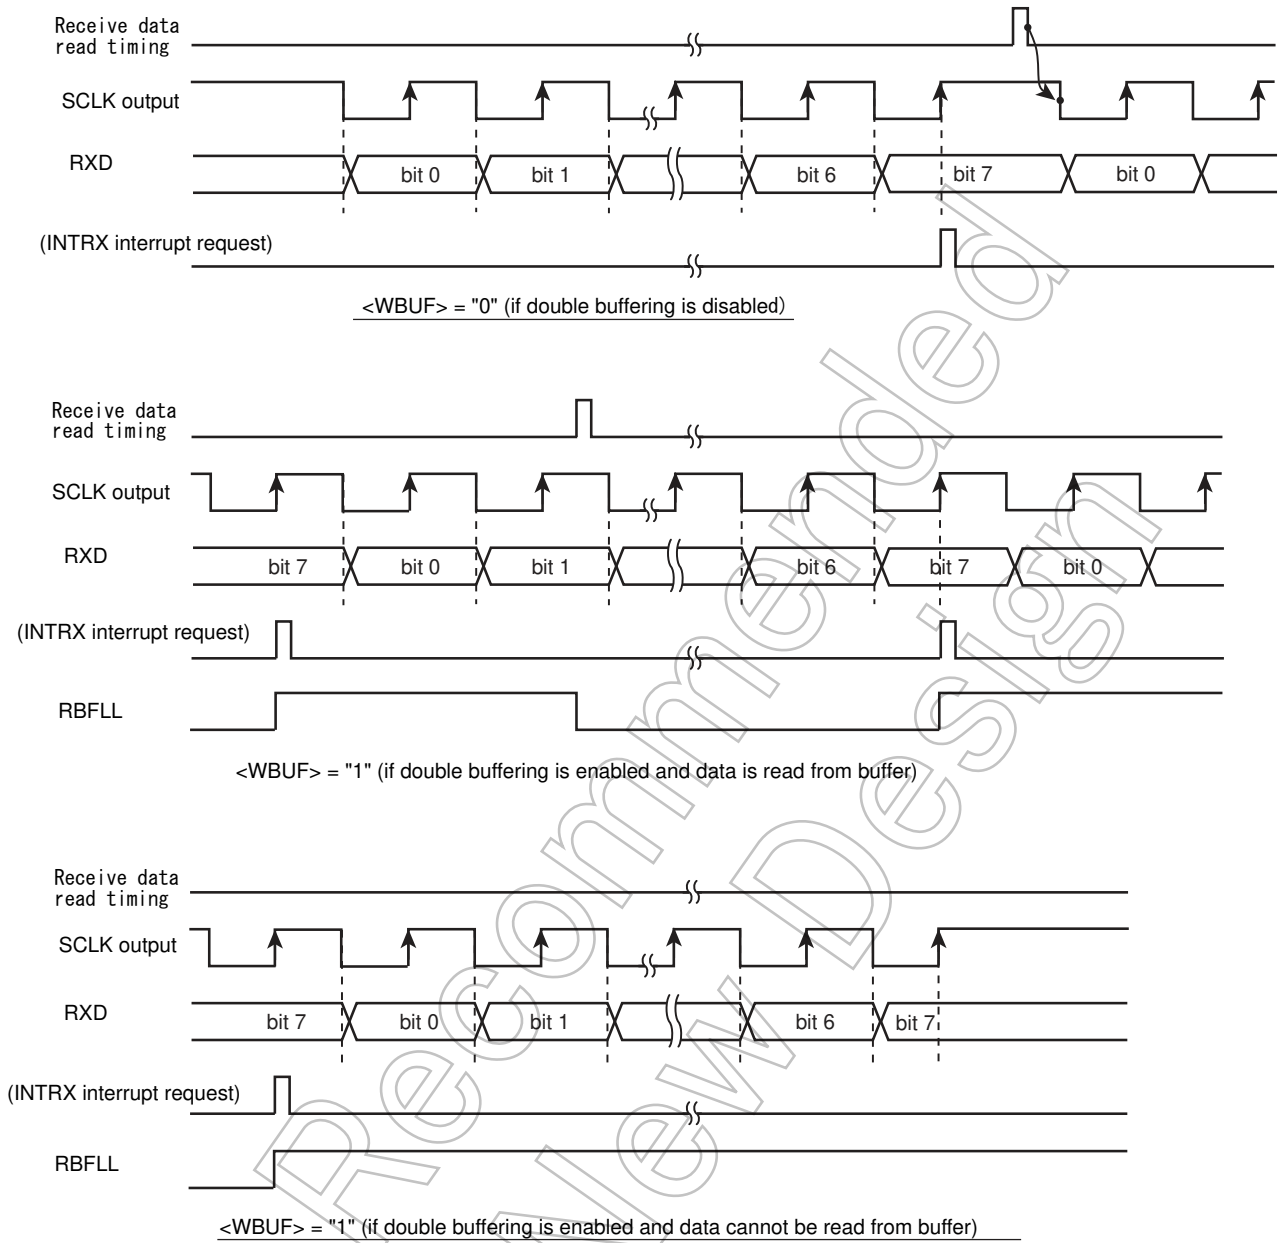 Receive data
read timing
SCLK output
RXD
bit 0 bit 1 bit 6 bit 7 bit 0
(INTRX interrupt request)
<WBUF> = "0" (if double buffering is disabled)
Receive data
read timing
SCLK output
RXD
bit 7 bit 0 bit 1 bit 6 bit 7 bit 0
(INTRX interrupt request)
RBFLL
<WBUF> = "1" (if double buffering is enabled and data is read from buffer)
Receive data
read timing
SCLK output
RXD
bit 7 bit 0 bit 1 bit 6 bit 7
(INTRX interrupt request)
RBFLL
<WBUF> = "1" (if double buffering is enabled and data cannot be read from buffer)
Recommended
New Design